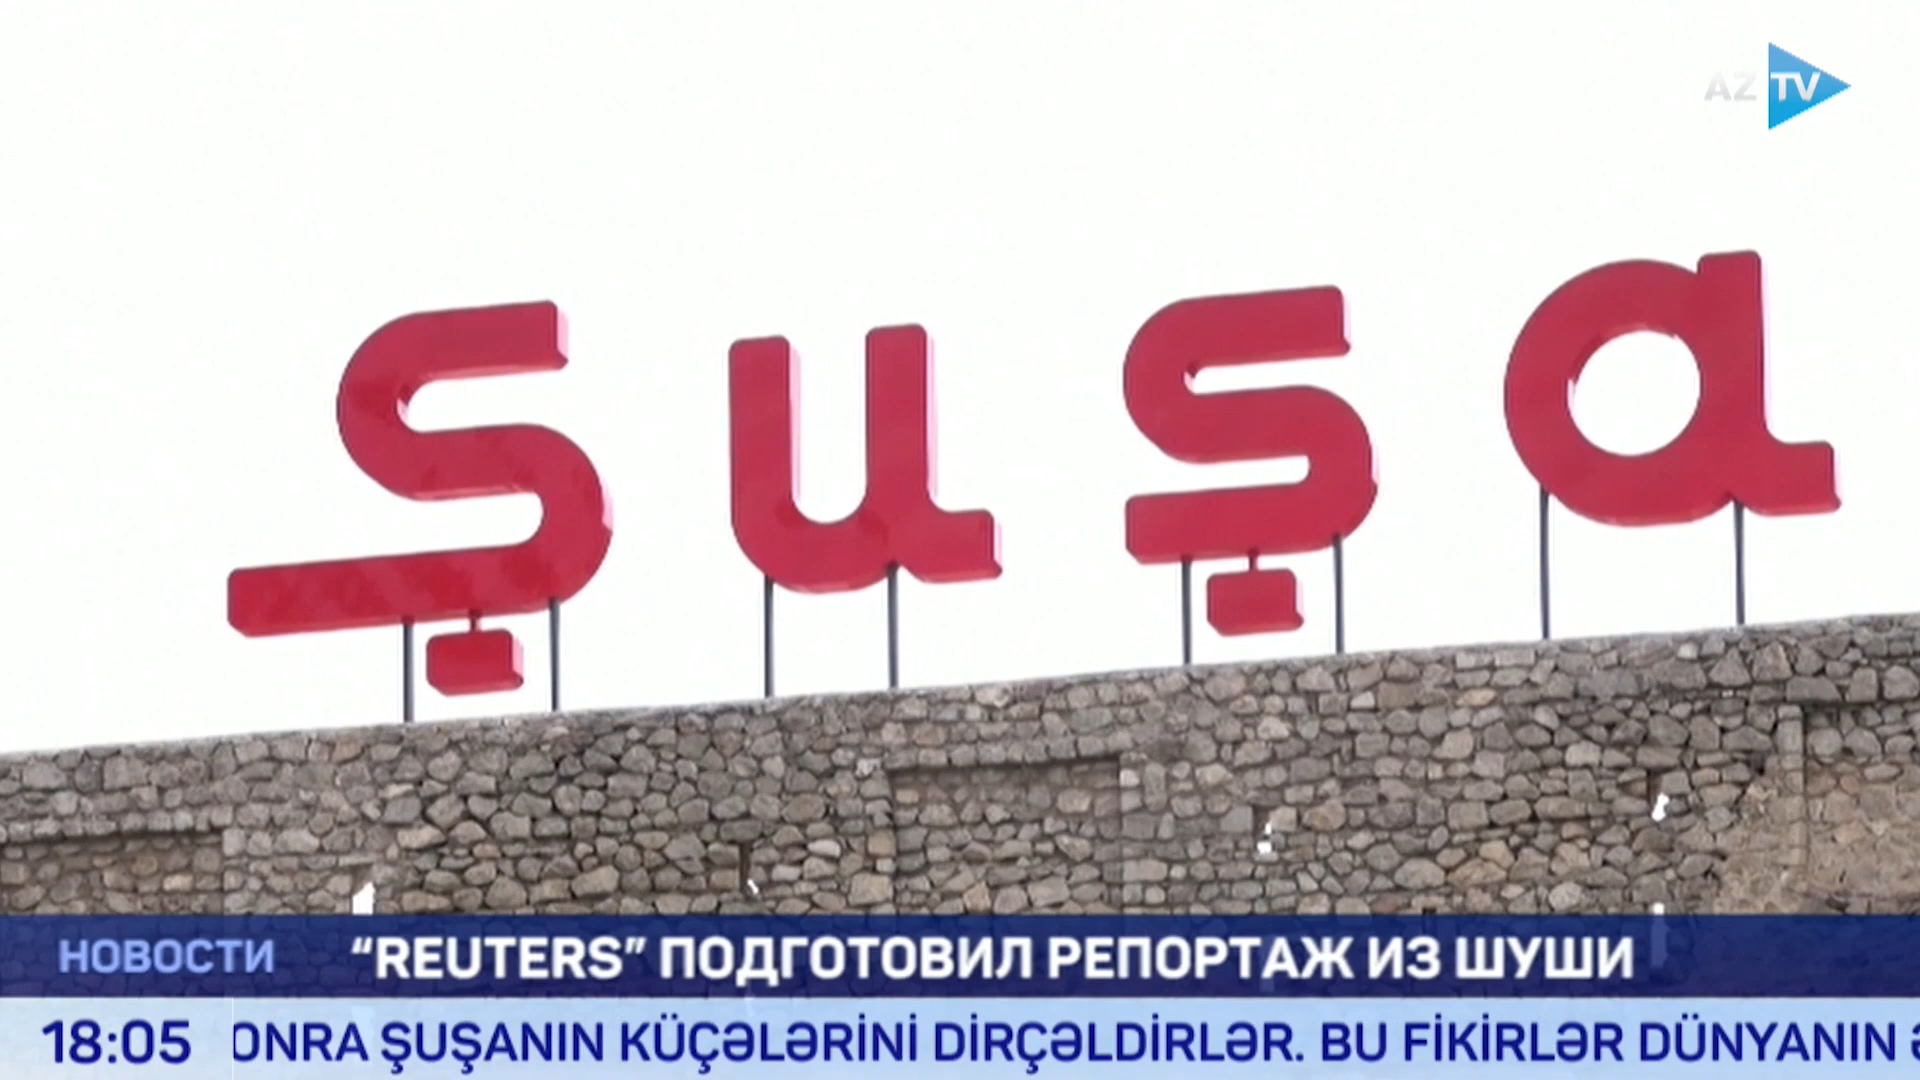 AZ TV
Şuşa
НОВОСТИ “REUTERS” ПОДГОТОВИЛ РЕПОРТАЖ ИЗ ШУШИ
18:05 ONRA ŞUŞANIN KÜÇƏLƏRİNİ DİRÇƏLDİRLƏR. BU FİKİRLƏR DÜNYANIN Ə